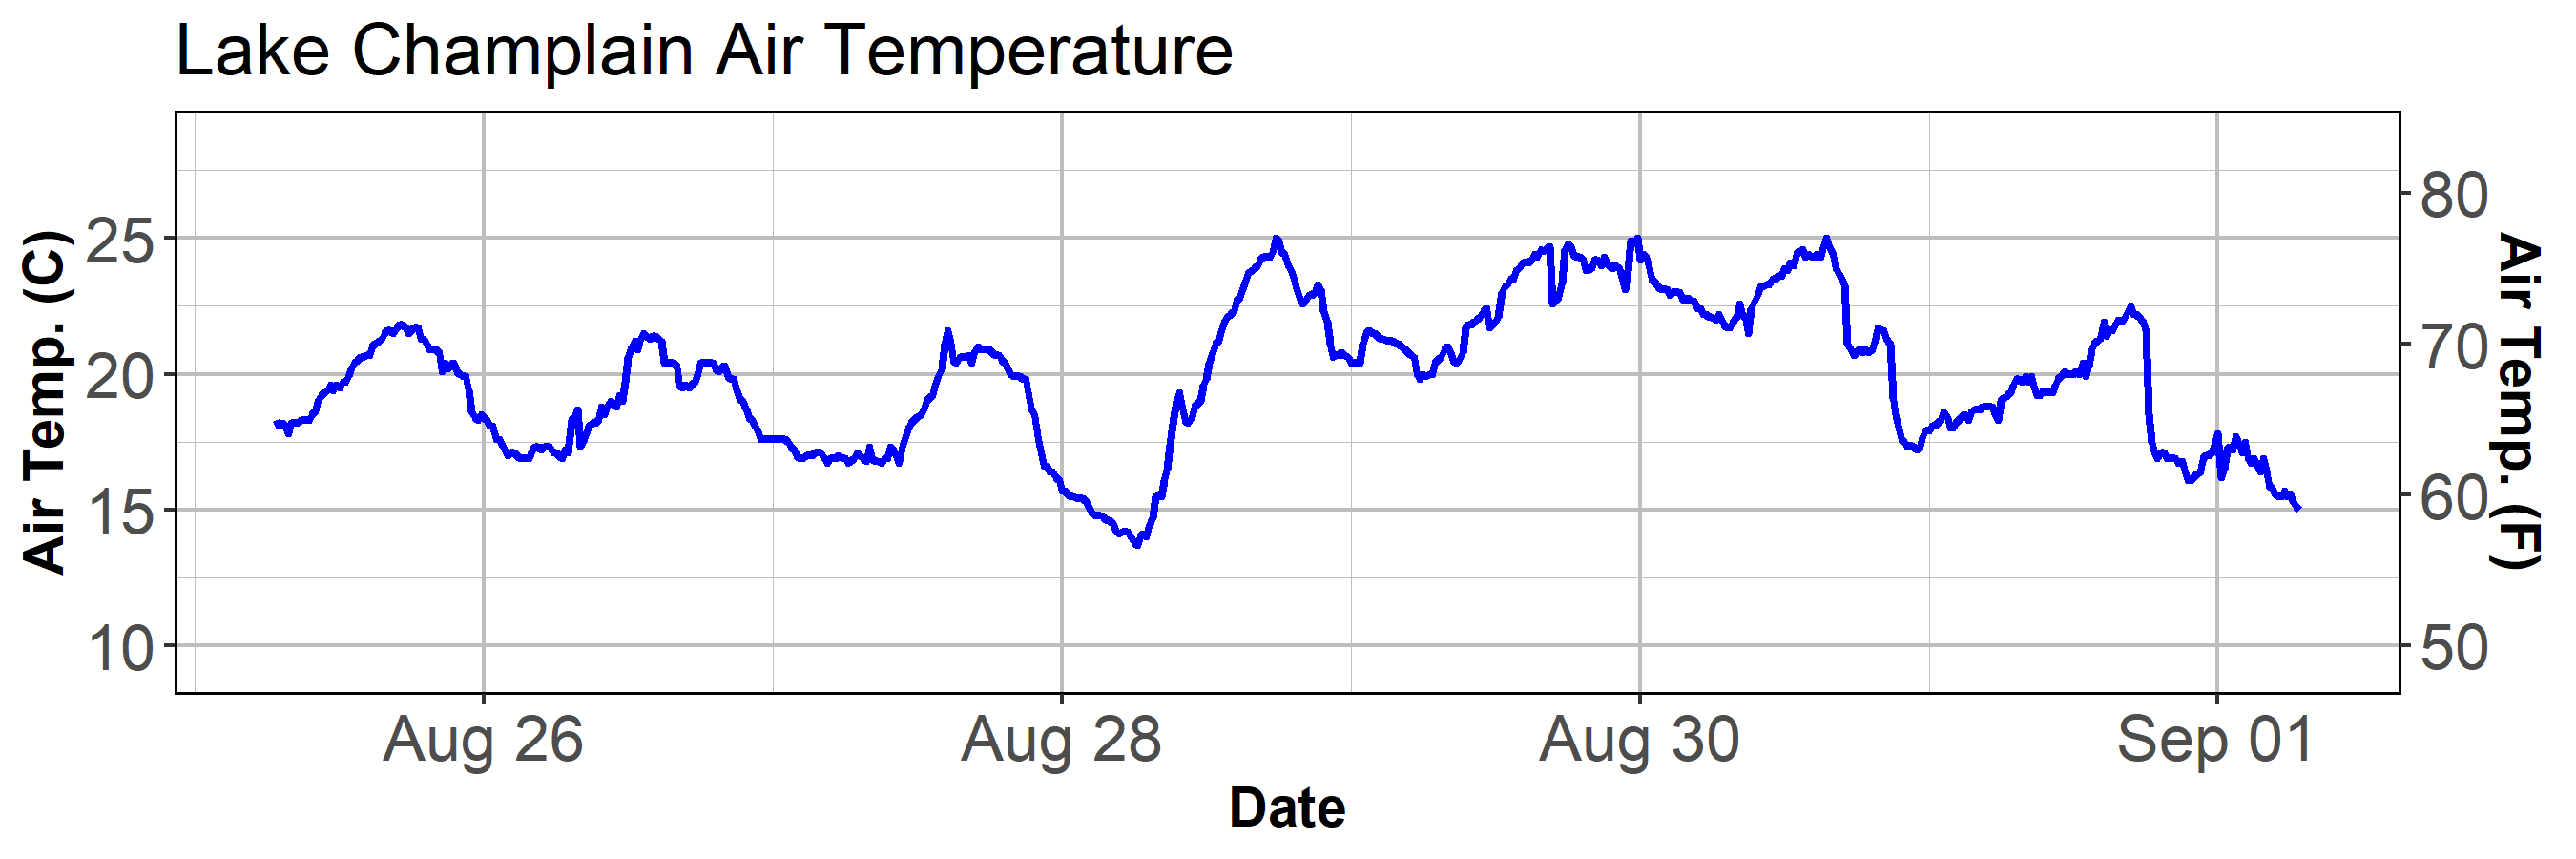 Lake Champlain Air Temperature
Air Temp. (C)
25
20
15
10
80
70
60
50
Air Temp. (F)
Aug 26
Aug 28
Aug 30
Sep 01
Date